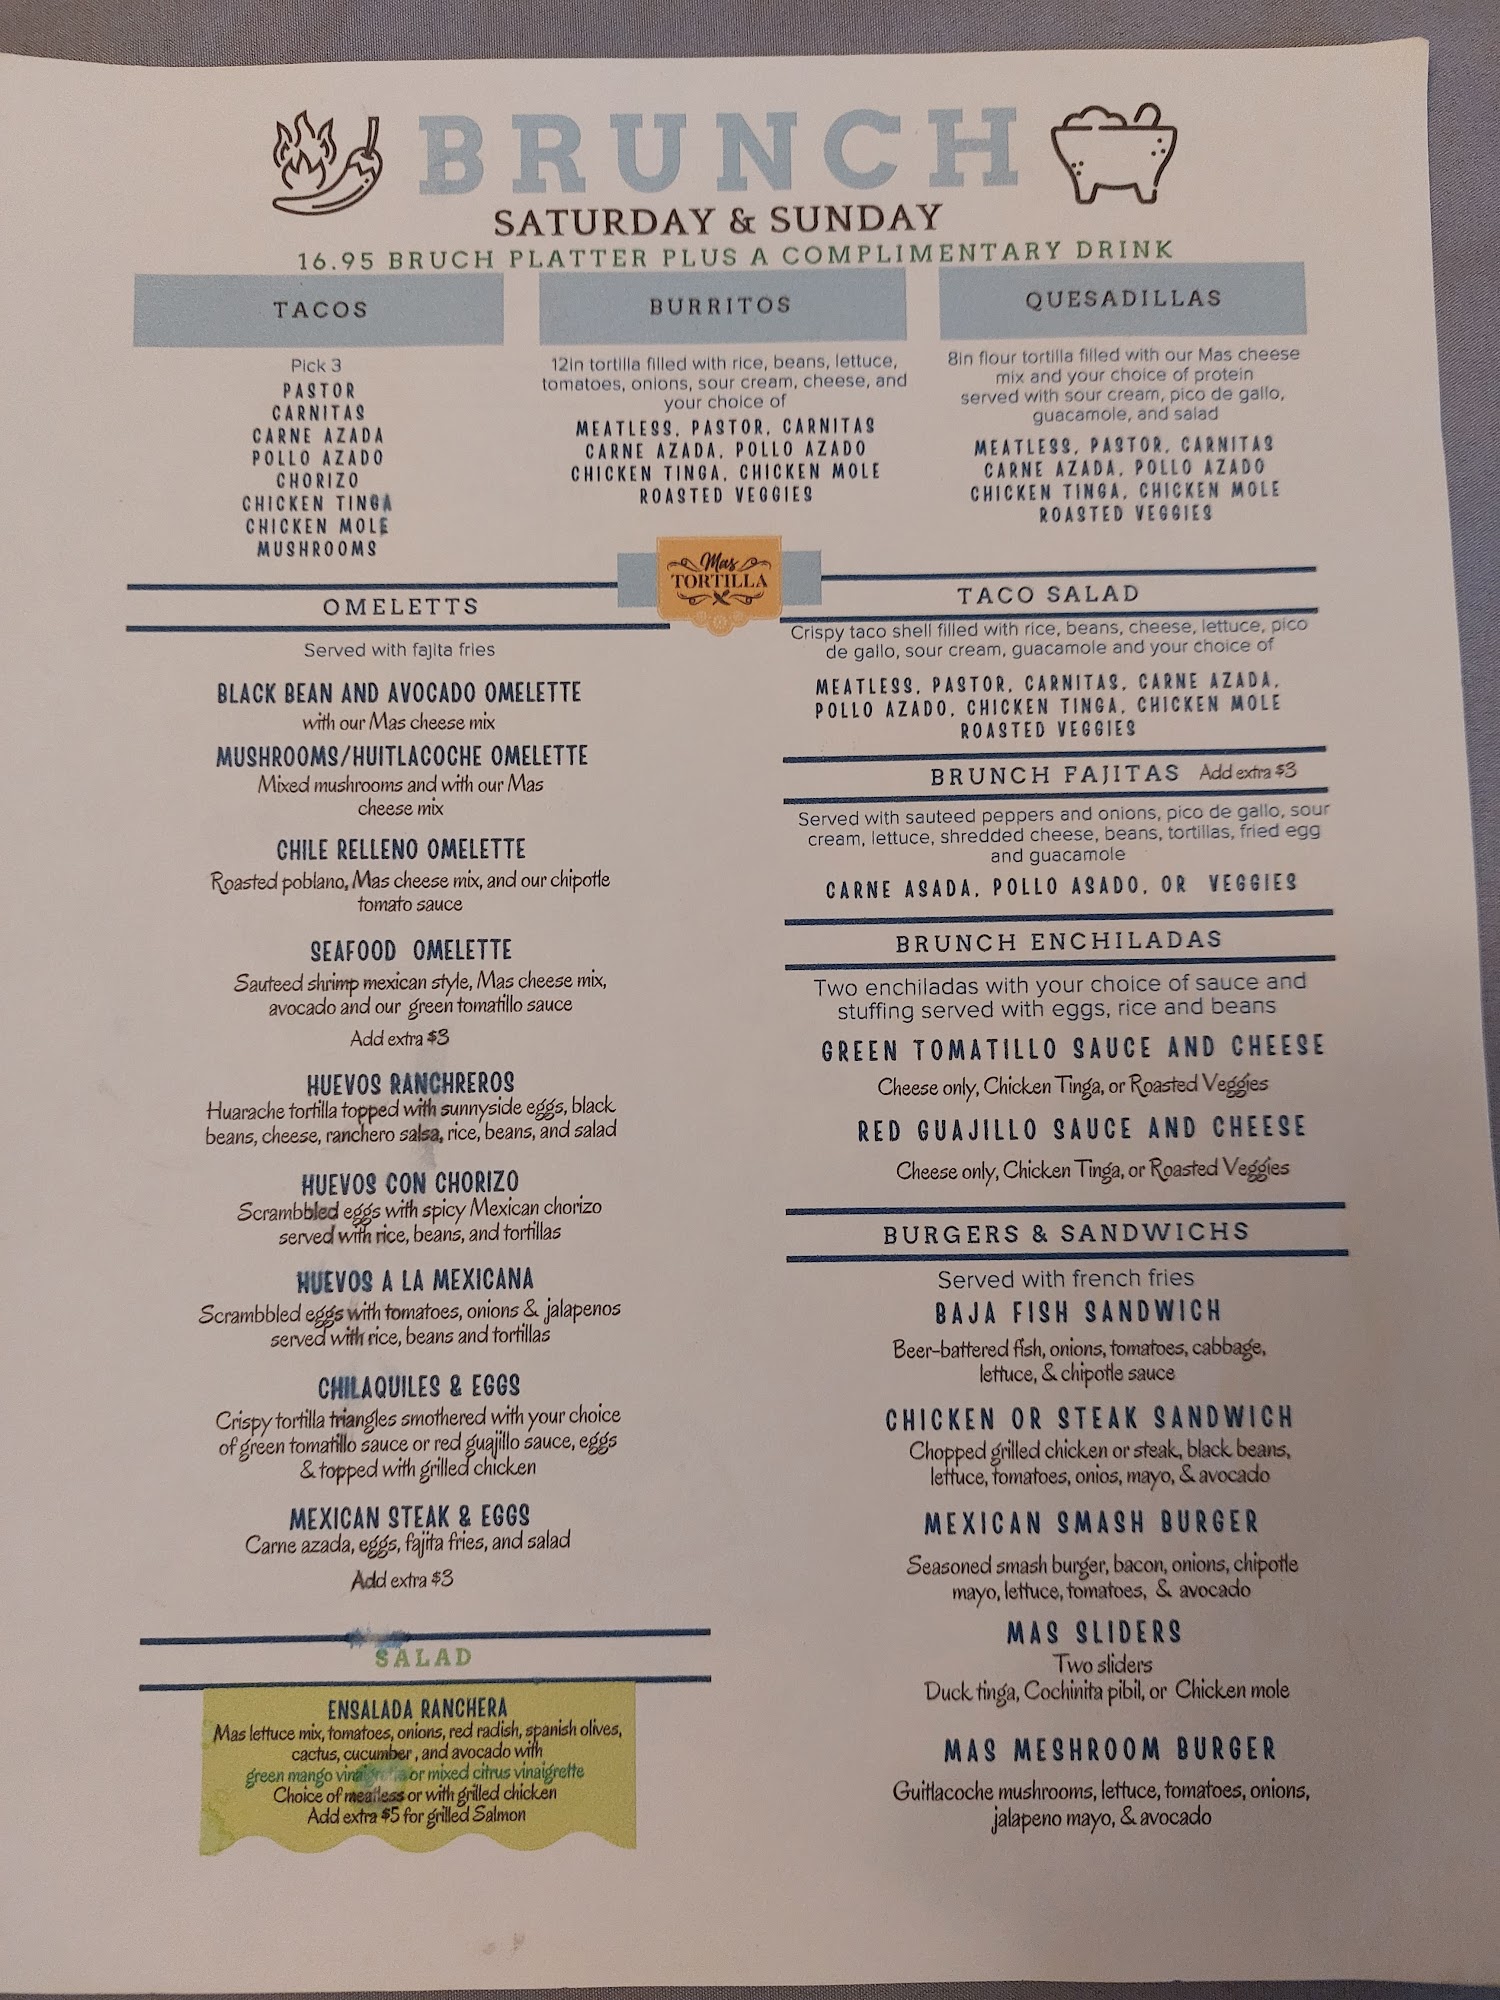 BRUNCH
SATURDAY & SUNDAY
16.95 BRUCH PLATTER PLUS A COMPLIMENTARY DRINK
TACOS
Pick 3
PASTOR
CARNITAS
CARNE AZADA
POLLO AZADO
CHORIZO
CHICKEN TINGA
CHICKEN MOLE
MUSHROOMS
BURRITOS
12in tortilla filled with rice, beans, lettuce,
tomatoes, onions, sour cream, cheese, and
your choice of
MEATLESS, PASTOR, CARNITAS
CARNE AZADA, POLLO AZADO
CHICKEN TINGA, CHICKEN MOLE
ROASTED VEGGIES
QUESADILLAS
8in flour tortilla filled with our Mas cheese
mix and your choice of protein
served with sour cream, pico de gallo,
guacamole, and salad
MEATLESS, PASTOR, CARNITAS
CARNE AZADA, POLLO AZADO
CHICKEN TINGA, CHICKEN MOLE
ROASTED VEGGIES
Mas
TORTILLA
OMELETTS
Served with fajita fries
BLACK BEAN AND AVOCADO OMELETTE
with our Mas cheese mix
MUSHROOMS/HUITLACOCHE OMELETTE
Mixed mushrooms and with our Mas
cheese mix
CHILE RELLENO OMELETTE
Roasted poblano, Mas cheese mix, and our chipotle
tomato sauce
SEAFOOD OMELETTE
Sauteed shrimp mexican style, Mas cheese mix,
avocado and our green tomatillo sauce
Add extra $3
HUEVOS RANCHREROS
Huarache tortilla topped with sunnyside eggs, black
beans, cheese, ranchero salsa, rice, beans, and salad
HUEVOS CON CHORIZO
Scrambbled eggs with spicy Mexican chorizo
served with rice, beans, and tortillas
HUEVOS A LA MEXICANA
Scrambbled eggs with tomatoes, onions & jalapenos
served with rice, beans and tortillas
CHILAQUILES & EGGS
Crispy tortilla triangles smothered with your choice
of green tomatillo sauce or red guajillo sauce, eggs
& topped with grilled chicken
MEXICAN STEAK & EGGS
Carne azada, eggs, fajita fries, and salad
Add extra $3
SALAD
ENSALADA RANCHERA
Mas lettuce mix, tomatoes, onions, red radish, spanish olives,
cactus, cucumber , and avocado with
green mango vinaigrette or mixed citrus vinaigrette
Choice of meatless or with grilled chicken
Add extra $5 for grilled Salmon
TACO SALAD
Crispy taco shell filled with rice, beans, cheese, lettuce, pico
de gallo, sour cream, guacamole and your choice of
MEATLESS, PASTOR, CARNITAS, CARNE AZADA,
POLLO AZADO, CHICKEN TINGA, CHICKEN MOLE
ROASTED VEGGIES
BRUNCH FAJITAS Add extra $3
Served with sauteed peppers and onions, pico de gallo, sour
cream, lettuce, shredded cheese, beans, tortillas, fried egg
and guacamole
CARNE ASADA, POLLO ASADO, OR VEGGIES
BRUNCH ENCHILADAS
Two enchiladas with your choice of sauce and
stuffing served with eggs, rice and beans
GREEN TOMATILLO SAUCE AND CHEESE
Cheese only, Chicken Tinga, or Roasted Veggies
RED GUAJILLO SAUCE AND CHEESE
Cheese only, Chicken Tinga, or Roasted Veggies
BURGERS & SANDWICHS
Served with french fries
BAJA FISH SANDWICH
Beer-battered fish, onions, tomatoes, cabbage,
lettuce, & chipotle sauce
CHICKEN OR STEAK SANDWICH
Chopped grilled chicken or steak, black beans,
lettuce, tomatoes, onios, mayo, & avocado
MEXICAN SMASH BURGER
Seasoned smash burger, bacon, onions, chipotle
mayo, lettuce, tomatoes, & avocado
MAS SLIDERS
Two sliders
Duck tinga, Cochinita pibil, or Chicken mole
MAS MESHROOM BURGER
Guitlacoche mushrooms, lettuce, tomatoes, onions,
jalapeno mayo, & avocado